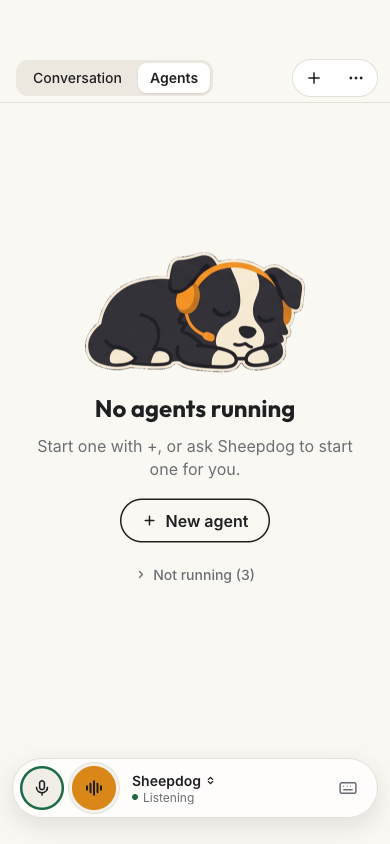 Conversation
Agents
No agents running
Start one with +, or ask Sheepdog to start
one for you.
+ New agent
Not running (3)
Sheepdog
Listening